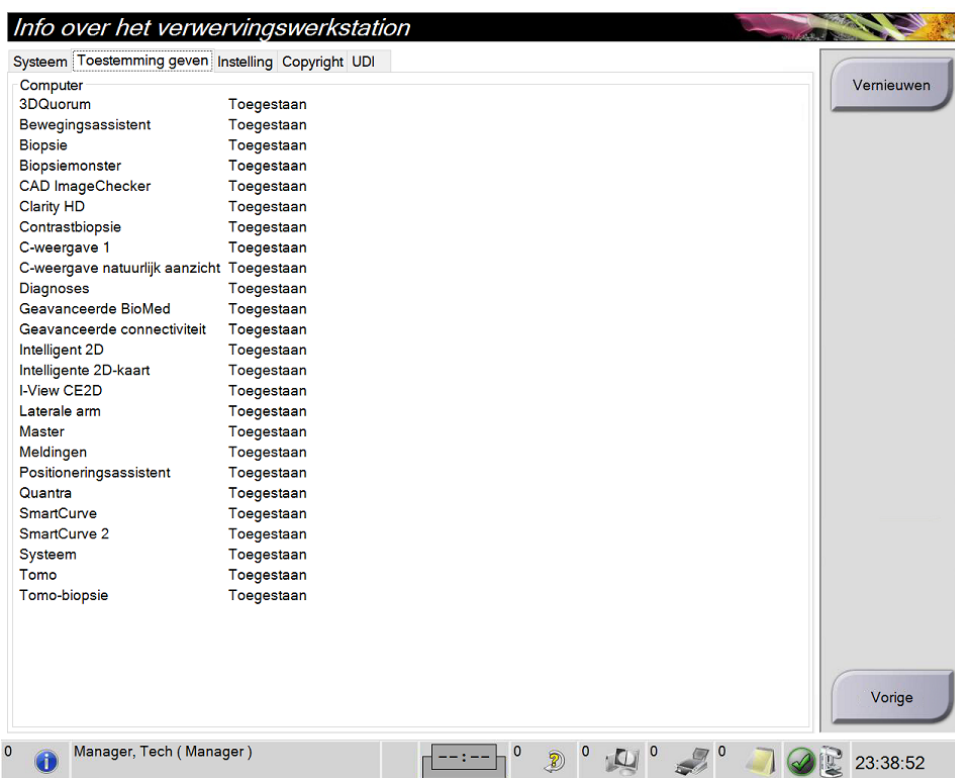 Info over het verwervingswerkstation
Systeem Toestemming geven Instelling Copyright UDI
Vernieuwen
Computer
3DQuorum Toegestaan
Bewegingsassistent Toegestaan
Biopsie Toegestaan
Biopsiemonster Toegestaan
CAD ImageChecker Toegestaan
Clarity HD Toegestaan
Contrastbiopsie Toegestaan
C-weergave 1 Toegestaan
C-weergave natuurlijk aanzicht Toegestaan
Diagnoses Toegestaan
Geavanceerde BioMed Toegestaan
Geavanceerde connectiviteit Toegestaan
Intelligent 2D Toegestaan
Intelligente 2D-kaart Toegestaan
I-View CE2D Toegestaan
Laterale arm Toegestaan
Master Toegestaan
Meldingen Toegestaan
Positioneringsassistent Toegestaan
Quantra Toegestaan
SmartCurve Toegestaan
SmartCurve 2 Toegestaan
Systeem Toegestaan
Tomo Toegestaan
Tomo-biopsie Toegestaan
Vorige
0 Manager, Tech ( Manager ) --:-- 0 0 0 0 23:38:52